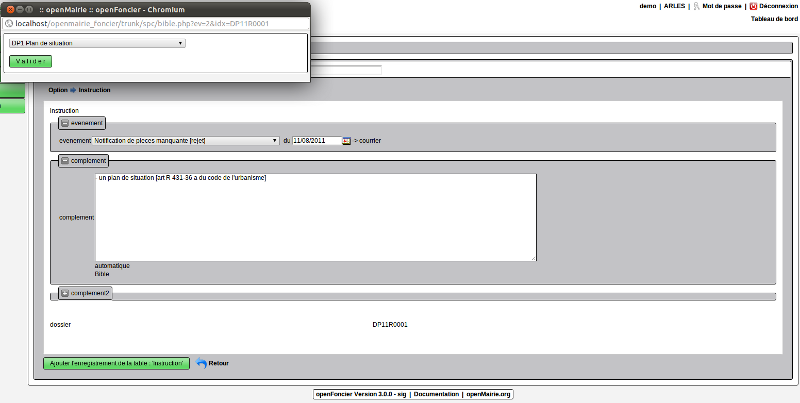 :: openMairie :: openFoncier - Chromium
localhost/openmairie_foncier/trunk/spc/bible.php?ev=2&idx=DP11R0001
DP1 Plan de situation
Valider
demo | ARLES | Mot de passe | Déconnexion
Tableau de bord
Option Instruction
Instruction
evenement
evenement Notification de pieces manquante [rejet] du 11/08/2011 > courrier
complement
complement
- un plan de situation [art R 431-36 a du code de l'urbanisme]
automatique
Bible
complement2
dossier DP11R0001
Ajouter l'enregistrement de la table : 'Instruction' Retour
openFoncier Version 3.0.0 - sig | Documentation | openMairie.org